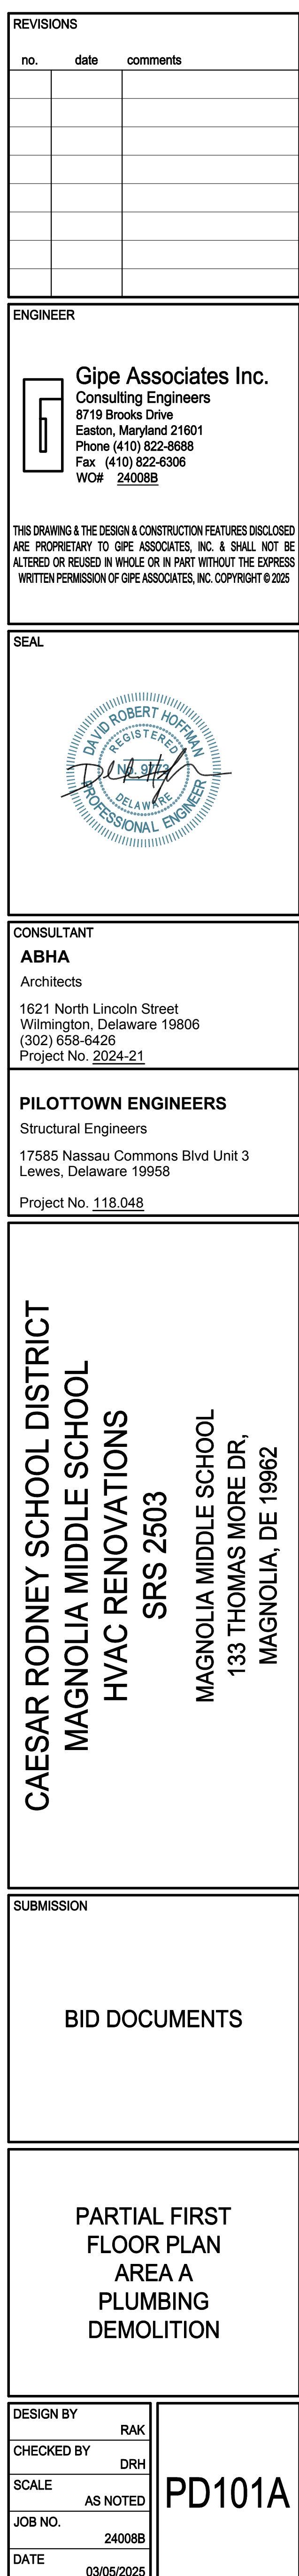 REVISIONS
no. date comments
ENGINEER
Gipe Associates Inc.
Consulting Engineers
8719 Brooks Drive
Easton, Maryland 21601
Phone (410) 822-8688
Fax (410) 822-6306
WO# 24008B
THIS DRAWING & THE DESIGN & CONSTRUCTION FEATURES DISCLOSED
ARE PROPRIETARY TO GIPE ASSOCIATES, INC. & SHALL NOT BE
ALTERED OR REUSED IN WHOLE OR IN PART WITHOUT THE EXPRESS
WRITTEN PERMISSION OF GIPE ASSOCIATES, INC. COPYRIGHT © 2025
SEAL
DAVID ROBERT HOFFMAN
REGISTERED
No. 9773
DELAWARE
PROFESSIONAL ENGINEER
CONSULTANT
ABHA
Architects
1621 North Lincoln Street
Wilmington, Delaware 19806
(302) 658-6426
Project No. 2024-21
PILOTTOWN ENGINEERS
Structural Engineers
17585 Nassau Commons Blvd Unit 3
Lewes, Delaware 19958
Project No. 118.048
CAESAR RODNEY SCHOOL DISTRICT
MAGNOLIA MIDDLE SCHOOL
HVAC RENOVATIONS
SRS 2503
MAGNOLIA MIDDLE SCHOOL
133 THOMAS MORE DR,
MAGNOLIA, DE 19962
SUBMISSION
BID DOCUMENTS
PARTIAL FIRST
FLOOR PLAN
AREA A
PLUMBING
DEMOLITION
DESIGN BY
RAK
CHECKED BY
DRH
SCALE
AS NOTED
JOB NO.
24008B
DATE
03/05/2025
PD101A